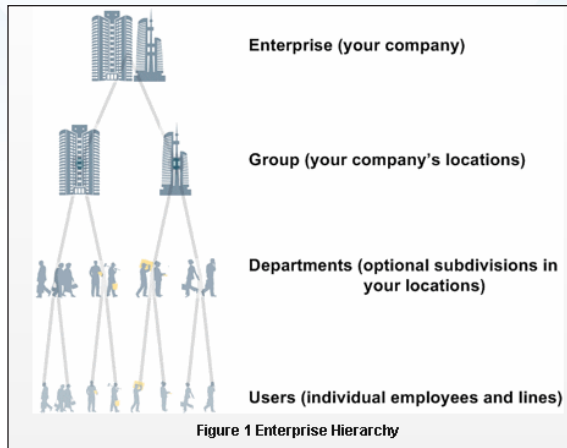 Enterprise (your company)
Group (your company's locations)
Departments (optional subdivisions in
your locations)
Users (individual employees and lines)
Figure 1 Enterprise Hierarchy